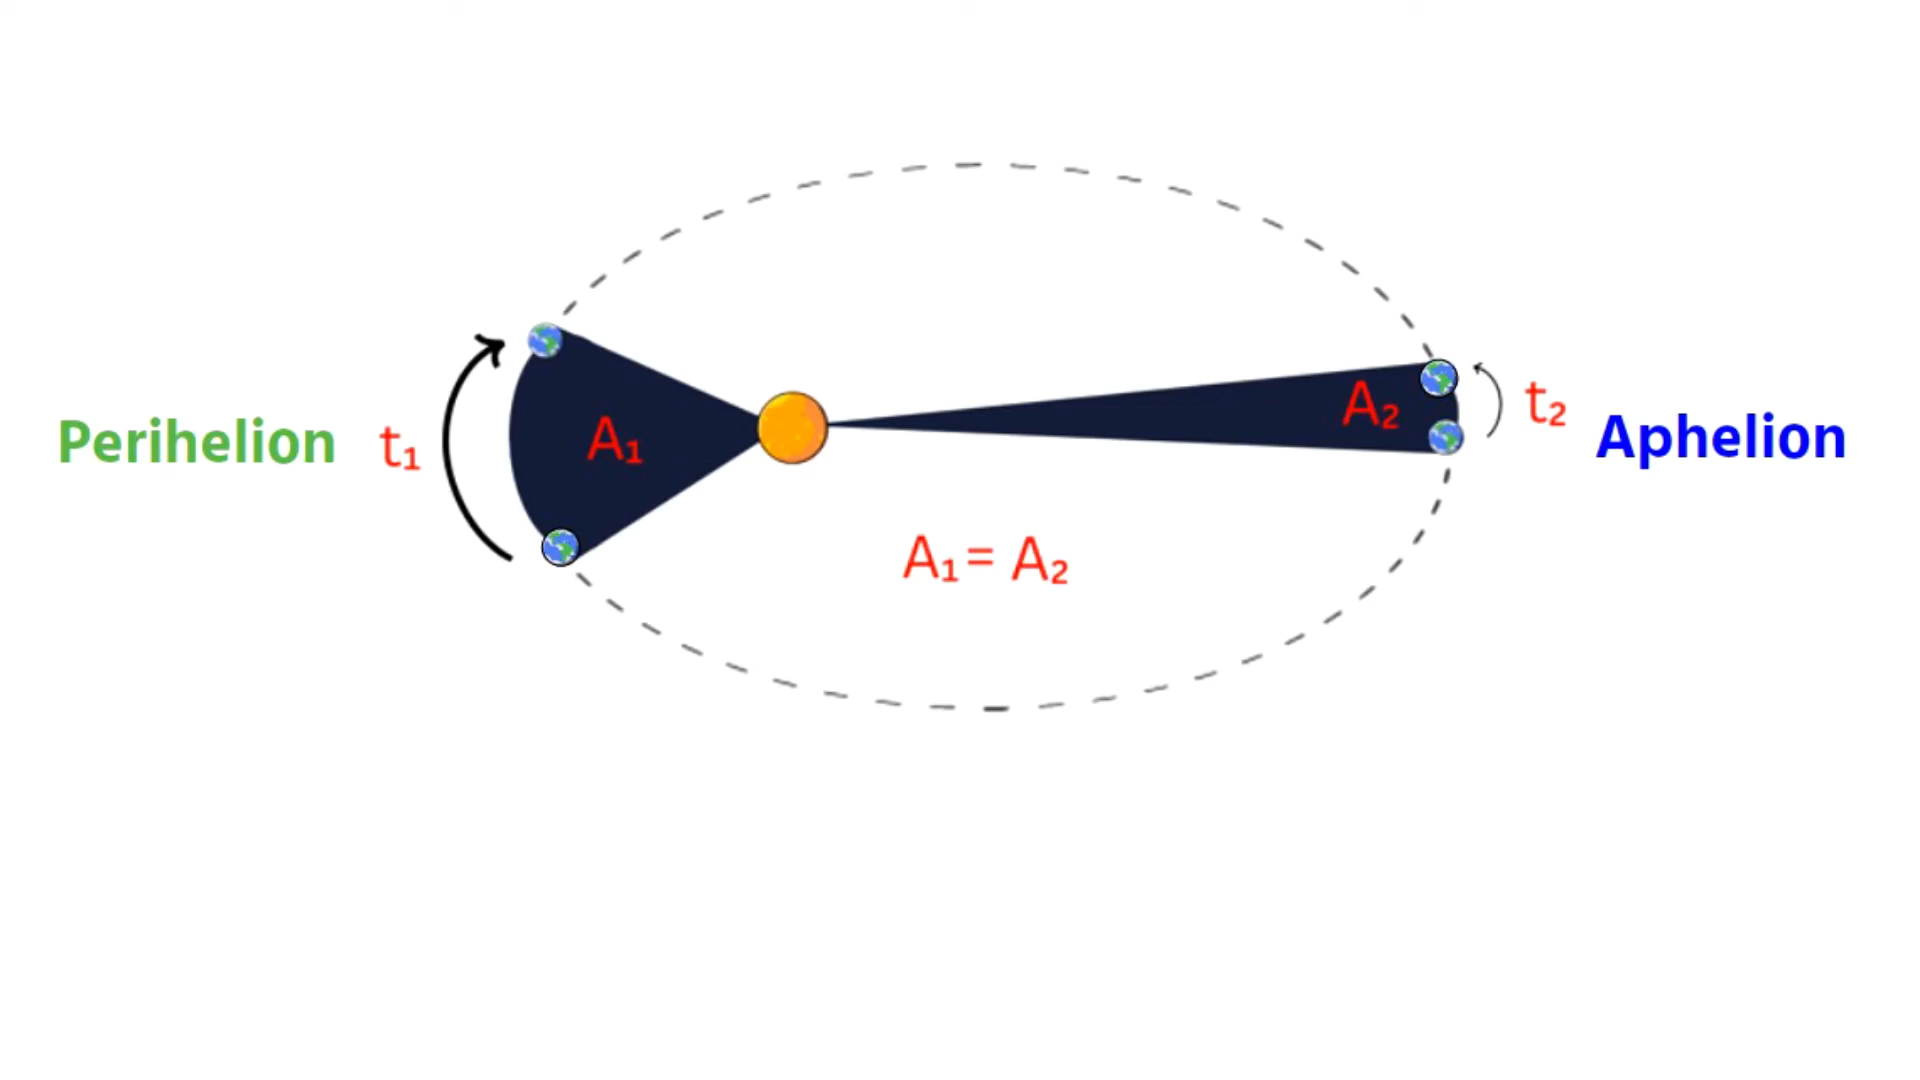 Perihelion
t₁
A₁
A₂
t₂
Aphelion
A₁ = A₂